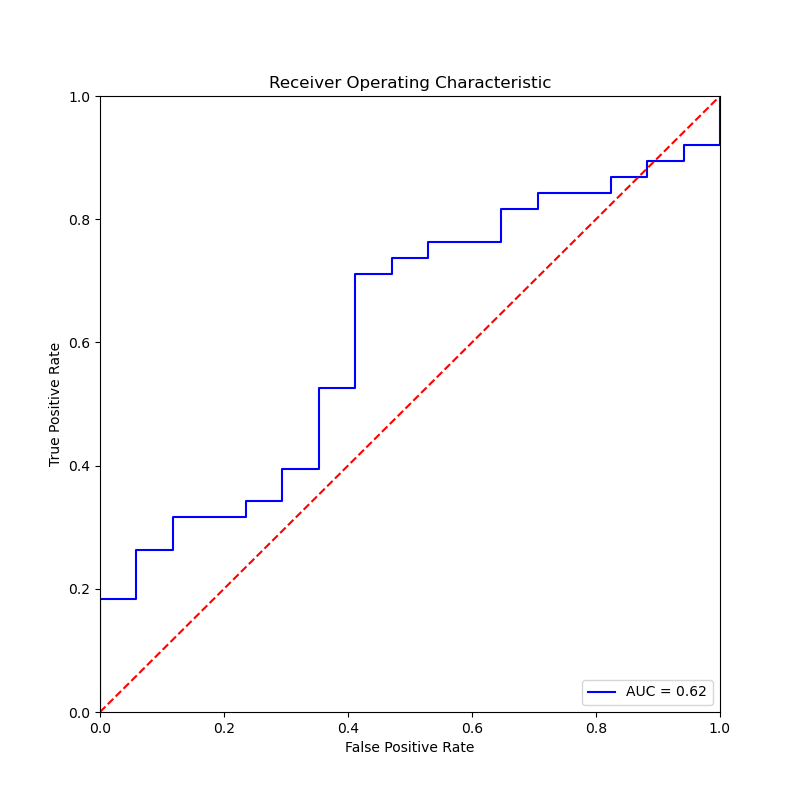 Receiver Operating Characteristic
1.0
0.8
0.6
0.4
0.2
0.0
True Positive Rate
AUC = 0.62
0.0 0.2 0.4 0.6 0.8 1.0
False Positive Rate